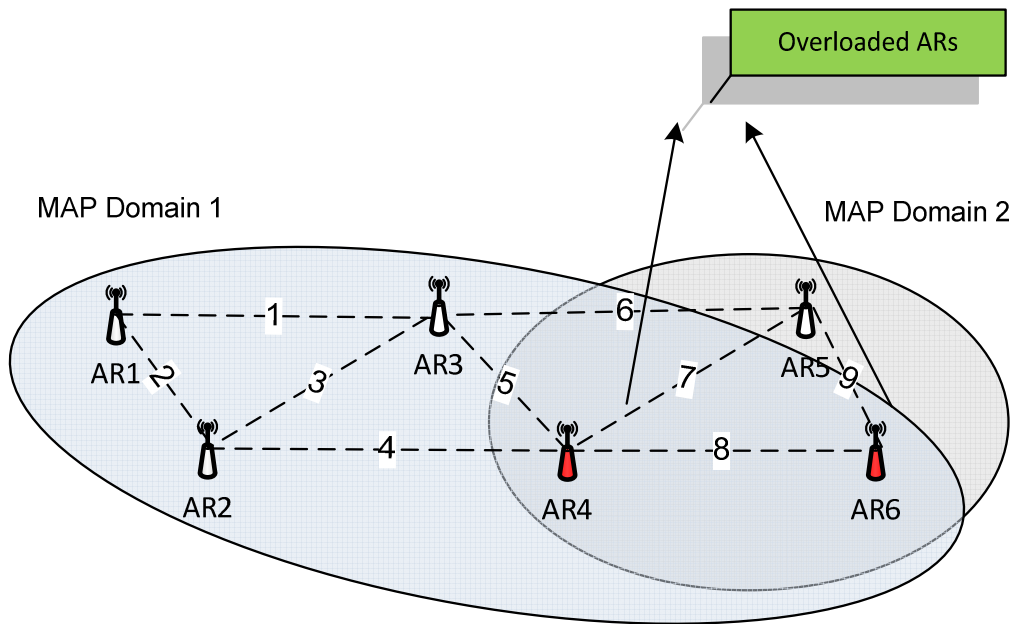 Overloaded ARs
MAP Domain 1
MAP Domain 2
1
6
AR1
2
3
AR3
5
7
AR5
9
4
8
AR2
AR4
AR6